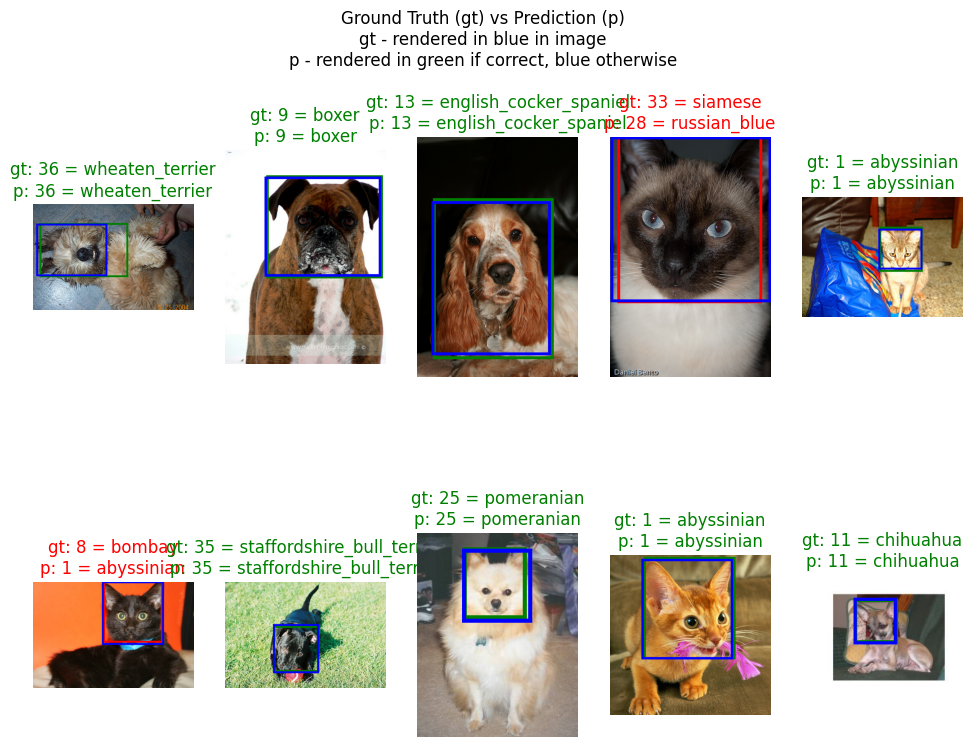 Ground Truth (gt) vs Prediction (p)
gt - rendered in blue in image
p - rendered in green if correct, blue otherwise
gt: 36 = wheaten_terrier
p: 36 = wheaten_terrier
gt: 9 = boxer
p: 9 = boxer
gt: 13 = english_cocker_spaniel
p: 13 = english_cocker_spaniel
gt: 33 = siamese
p: 28 = russian_blue
Daniel Bento
gt: 1 = abyssinian
p: 1 = abyssinian
gt: 8 = bombay
p: 1 = abyssinian
gt: 35 = staffordshire_bull_terr
p: 35 = staffordshire_bull_terr
gt: 25 = pomeranian
p: 25 = pomeranian
gt: 1 = abyssinian
p: 1 = abyssinian
gt: 11 = chihuahua
p: 11 = chihuahua